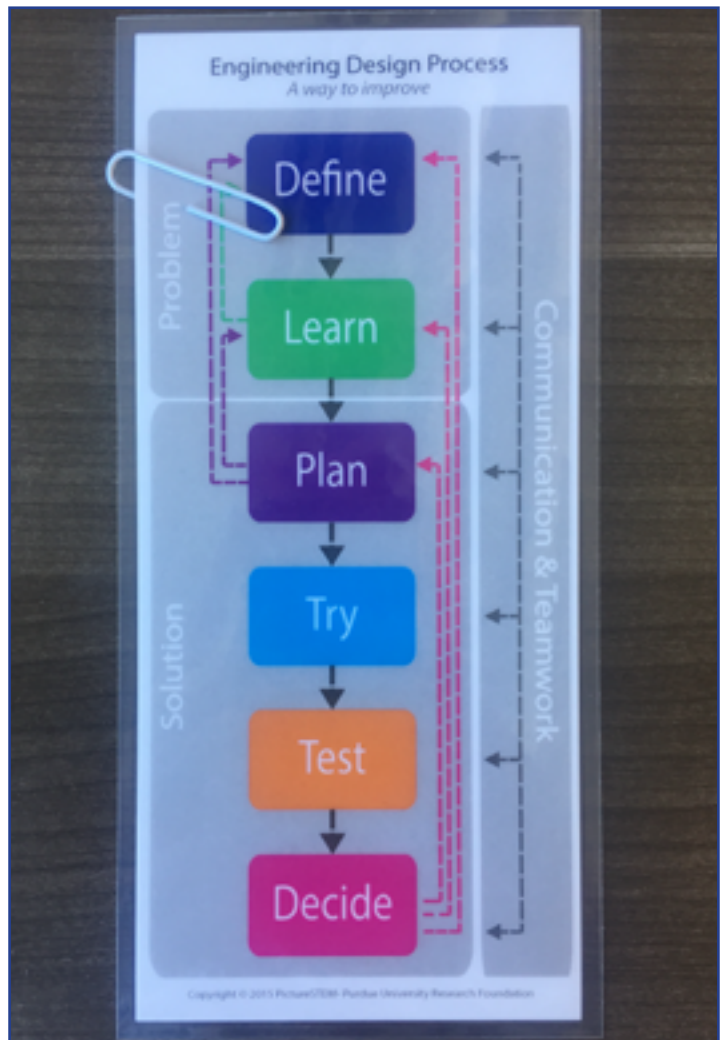 Engineering Design Process
A way to improve
Problem
Define
Learn
Solution
Plan
Try
Test
Decide
Communication & Teamwork
Copyright © 2015 PictureSTEM- Purdue University Research Foundation